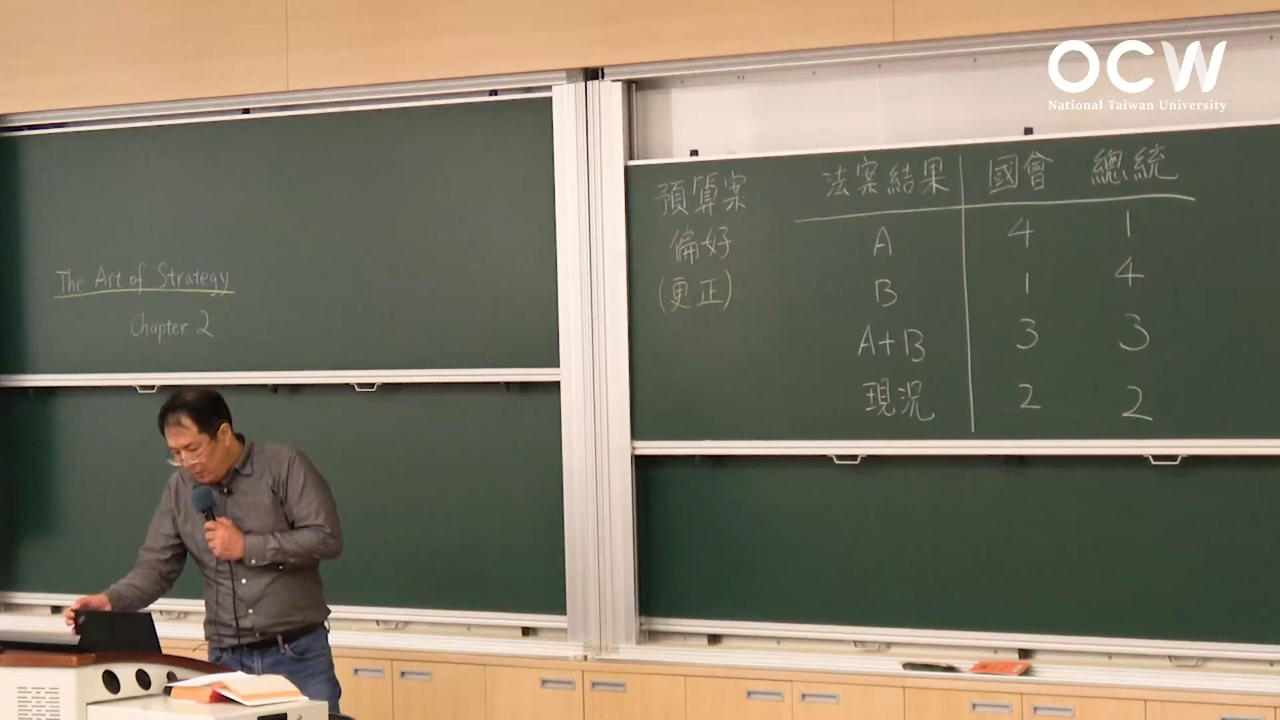 OCW
National Taiwan University
The Art of Strategy
Chapter 2
預算案
偏好
(更正)
法案結果 國會 總統
A 4 1
B 1 4
A+B 3 3
現況 2 2